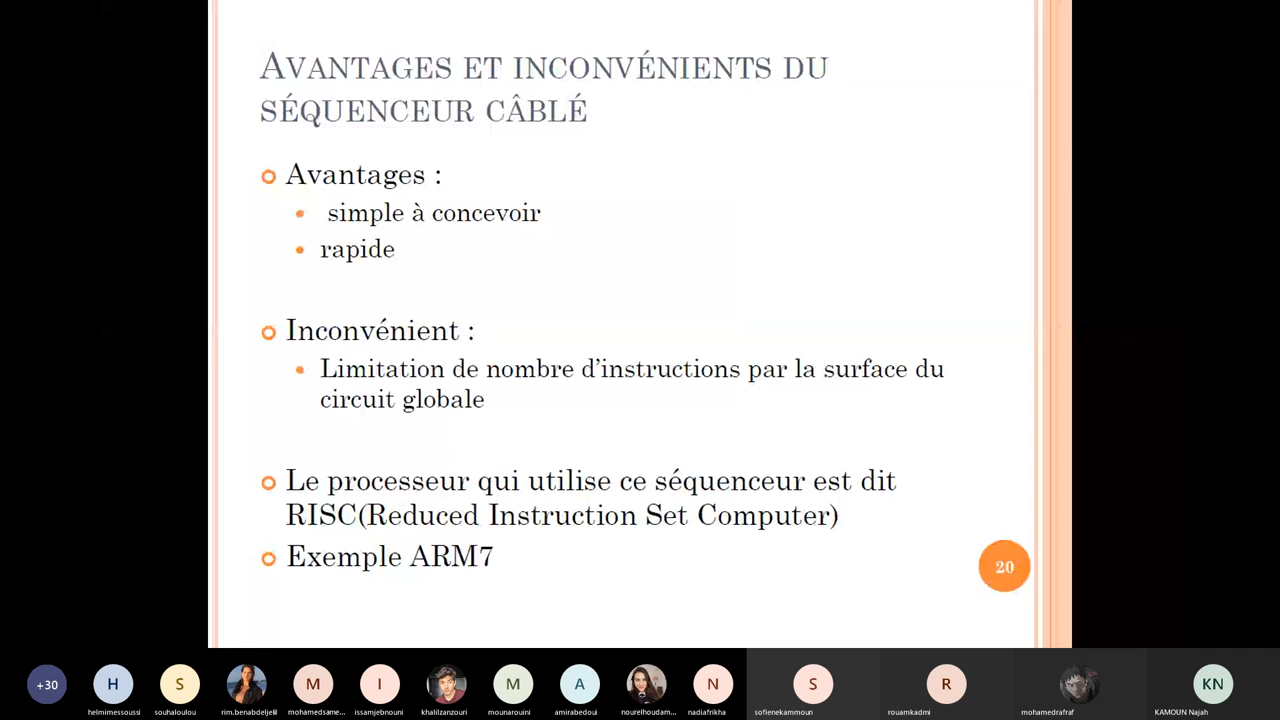 AVANTAGES ET INCONVÉNIENTS DU
SÉQUENCEUR CÂBLÉ
Avantages :
simple à concevoir
rapide
Inconvénient :
Limitation de nombre d'instructions par la surface du
circuit globale
Le processeur qui utilise ce séquenceur est dit
RISC(Reduced Instruction Set Computer)
Exemple ARM7
20
+30 H S M I M A N S R KN
helmimessoussi souhaloulou rim.benabdeljelil mohamedsame... issamjebnouni khalilzanzouri mounarouini amirabedoui nourelhoudam... nadiafrikha sofienekammoun rouamkadmi mohamedrafraf KAMOUN Najah